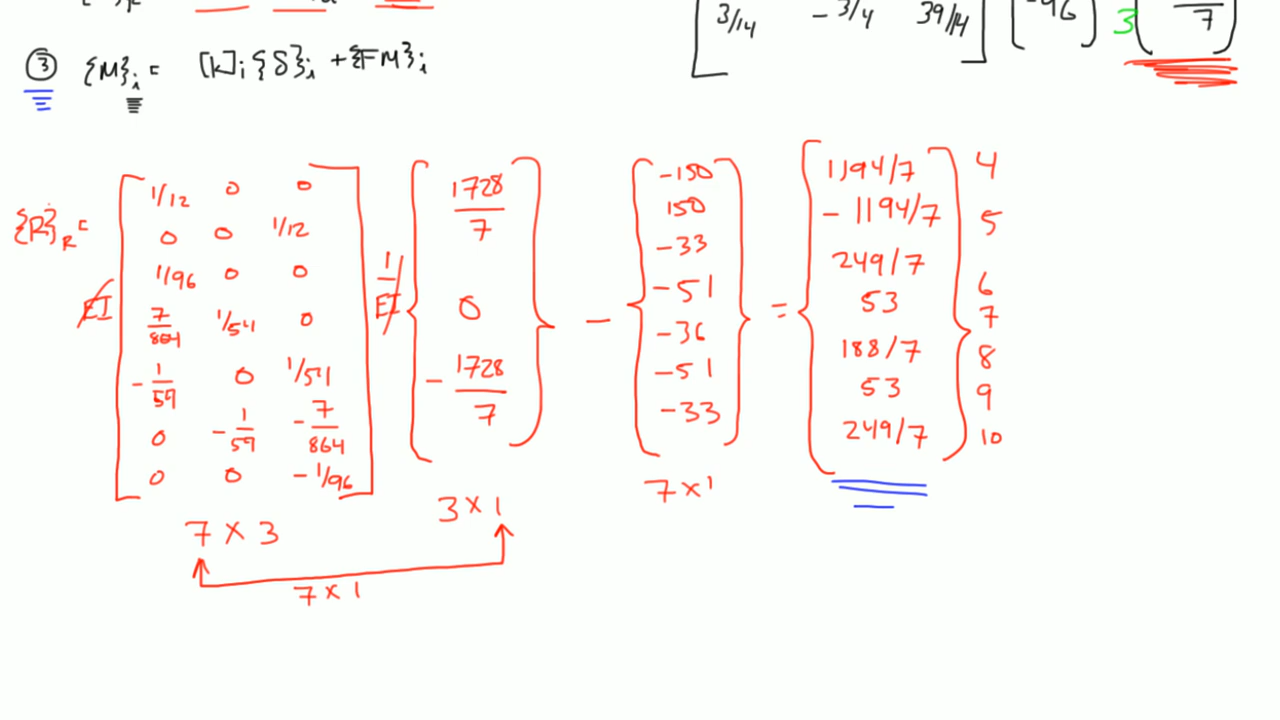 3/14 - 3/4 39/14 -96 3 7
③ {M}i = [k]i {δ}i + {FM}i
{R}R = EI [ 1/12 0 0 ] 1/EI { 1728/7 } - { -150 } = { 1194/7 } 4
0 0 1/12 150 - 1194/7 5
1/96 0 0 -33 249/7 6
7/864 1/54 0 0 -51 53 7
- 1/59 0 1/54 - 1728/7 -36 188/7 8
0 - 1/59 - 7/864 -51 53 9
0 0 - 1/96 -33 249/7 10
7 x 3 3 x 1 7 x 1
7 x 1